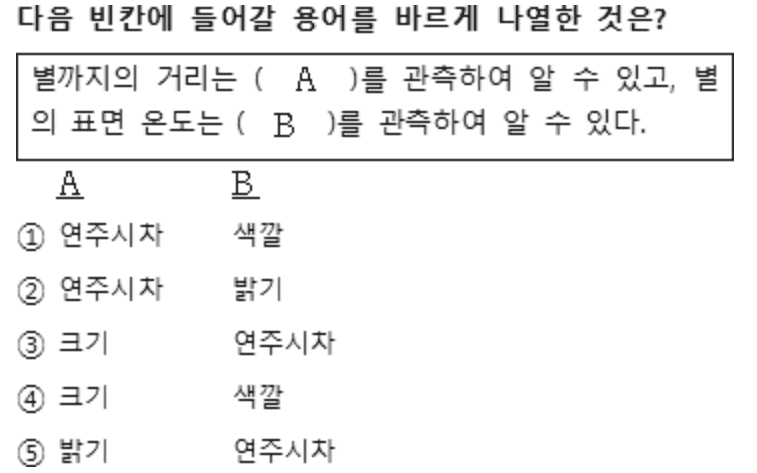 다음 빈칸에 들어갈 용어를 바르게 나열한 것은?
별까지의 거리는 ( A )를 관측하여 알 수 있고, 별
의 표면 온도는 ( B )를 관측하여 알 수 있다.
A B
① 연주시차 색깔
② 연주시차 밝기
③ 크기 연주시차
④ 크기 색깔
⑤ 밝기 연주시차